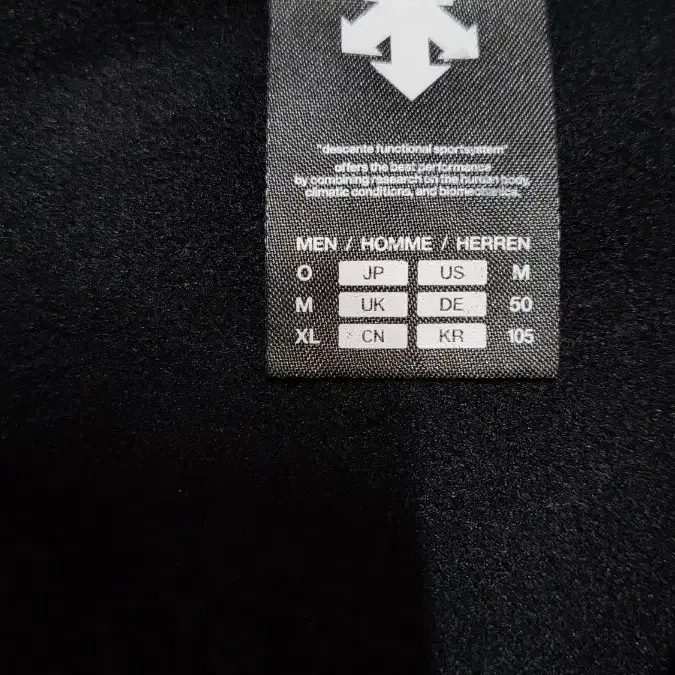 "descente functional sportsystem"
offers the best performance
by combining research on the human body,
climatic conditions, and biomechanics.
MEN / HOMME / HERREN
O JP US M
M UK DE 50
XL CN KR 105